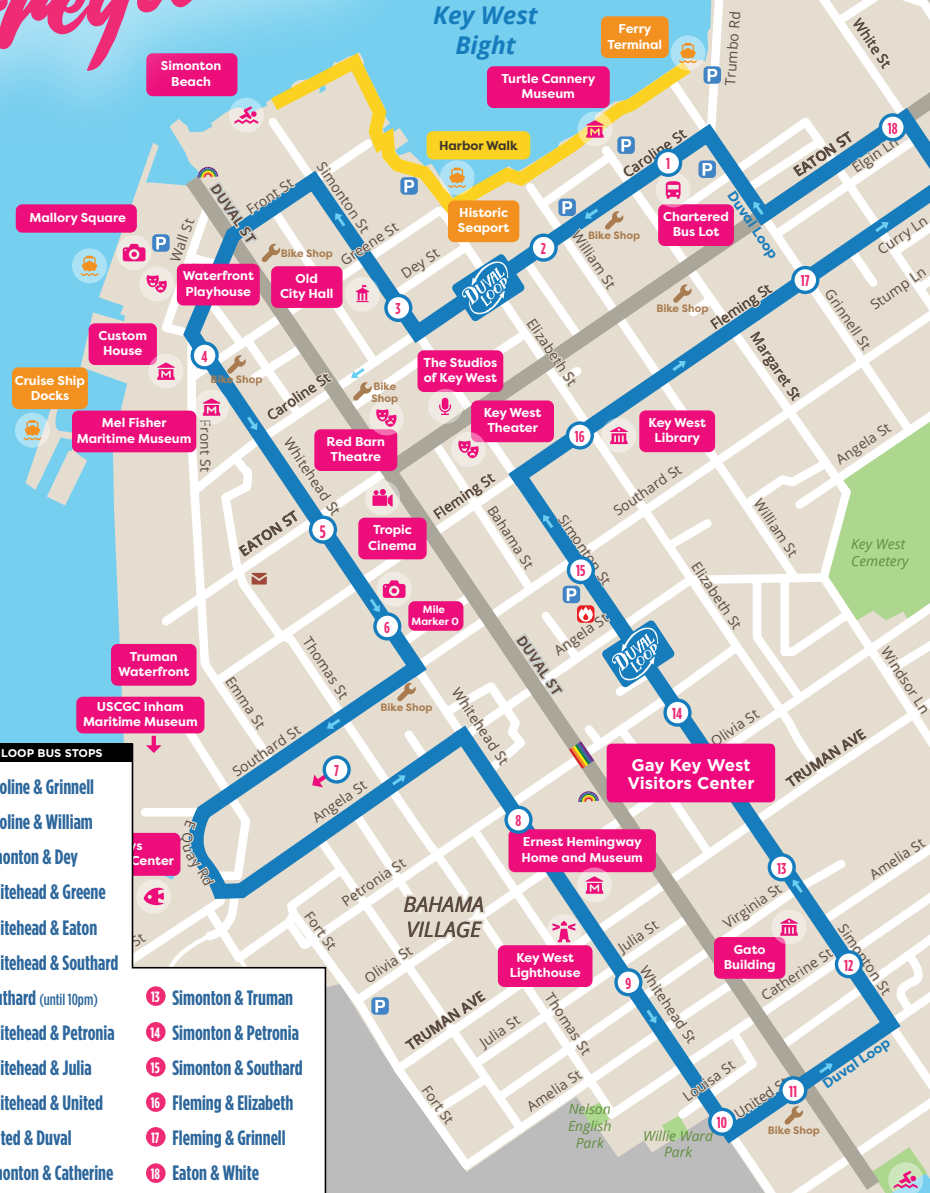 Key West
Bight
Ferry
Terminal
P
Trumbo Rd
White St
Simonton
Beach
Turtle Cannery
Museum
Harbor Walk
P
P
Caroline St
1
P
EATON ST
18
Elgin Ln
DUVAL ST
Front St
Simonton St
P
Historic
Seaport
P
Bike Shop
Chartered
Bus Lot
Duval Loop
Curry Ln
Mallory Square
P
Wall St
Bike Shop
Greene St
Dey St
2
William St
Waterfront
Playhouse
Old
City Hall
DUVAL
LOOP
3
17
Grinnell St
Stump Ln
Bike Shop
Fleming St
Custom
House
4
Bike Shop
Elizabeth St
Margaret St
The Studios
of Key West
Cruise Ship
Docks
Caroline St
Bike
Shop
Mel Fisher
Maritime Museum
Front St
Whitehead St
Red Barn
Theatre
Key West
Theater
16
Key West
Library
Angela St
Fleming St
Southard St
EATON ST
5
Tropic
Cinema
Bahama St
Simonton St
William St
Key West
Cemetery
15
P
Elizabeth St
Mile
Marker 0
6
Angela St
Truman
Waterfront
Thomas St
DUVAL ST
DUVAL
LOOP
Windsor Ln
USCGC Inham
Maritime Museum
Emma St
Bike Shop
Whitehead St
14
Olivia St
Southard St
TRUMAN AVE
LOOP BUS STOPS
7
Angela St
Gay Key West
Visitors Center
oline & Grinnell
oline & William
8
E Quay Rd
ys
Center
Ernest Hemingway
Home and Museum
onton & Dey
Petronia St
13
Amelia St
itehead & Greene
BAHAMA
VILLAGE
Virginia St
itehead & Eaton
St
Fort St
Julia St
Gato
Building
Simonton St
itehead & Southard
Olivia St
Key West
Lighthouse
12
Catherine St
uthard (until 10pm)
13 Simonton & Truman
P
TRUMAN AVE
9
Whitehead St
itehead & Petronia
14 Simonton & Petronia
Julia St
Thomas St
itehead & Julia
15 Simonton & Southard
Duval Loop
itehead & United
16 Fleming & Elizabeth
Fort St
Amelia St
Louisa St
United St
11
ted & Duval
17 Fleming & Grinnell
Nelson
English
Park
Willie Ward
Park
10
Bike Shop
onton & Catherine
18 Eaton & White